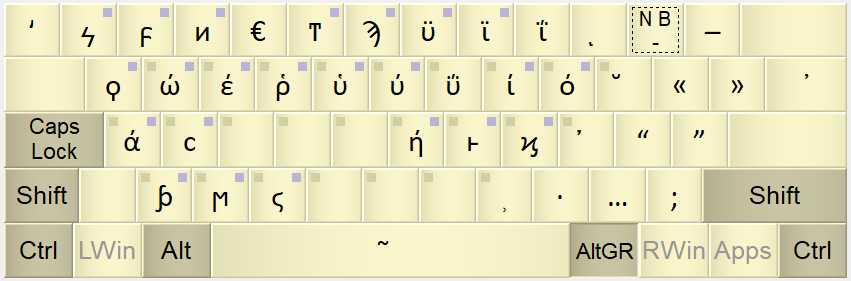 ʹ ϟ ϝ ͷ € ͳ ϡ ϋ ϊ ΐ ͺ N B - –
ϙ ώ έ ῥ ὐ ύ ΰ ί ό ˘ « » ᾽
Caps Lock ά ϲ ή ⱶ ϗ ᾿ “ ”
Shift ƕ ϻ ϛ · … ; Shift
Ctrl LWin Alt ~ AltGR RWin Apps Ctrl